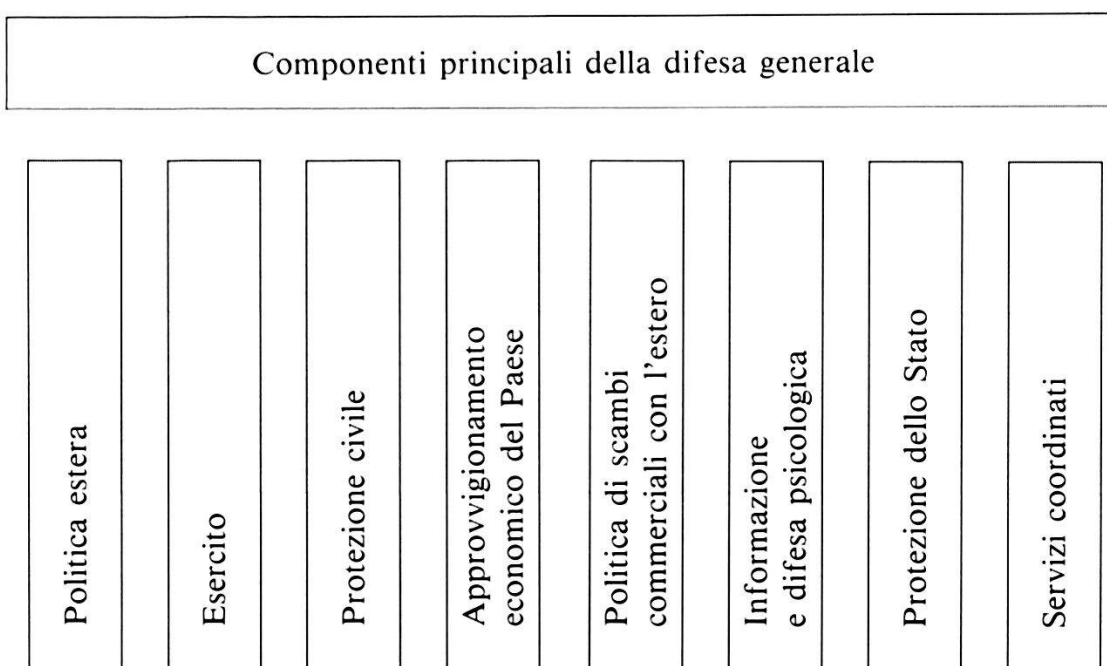 Componenti principali della difesa generale
Politica estera
Esercito
Protezione civile
Approvvigionamento
economico del Paese
Politica di scambi
commerciali con l'estero
Informazione
e difesa psicologica
Protezione dello Stato
Servizi coordinati